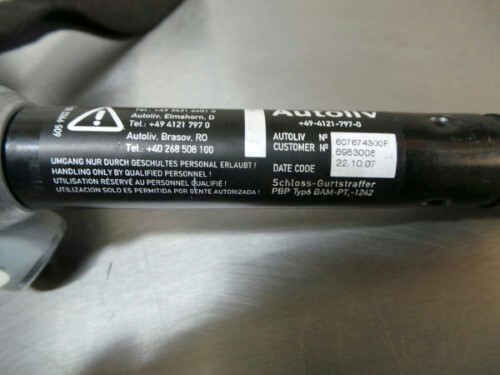 Autoliv, Elmshorn, D
Tel.: +49 4121 797 0
Autoliv, Brasov, RO
Tel.: +40 268 508 100
UMGANG NUR DURCH GESCHULTES PERSONAL ERLAUBT !
HANDLING ONLY BY QUALIFIED PERSONNEL !
UTILISATION RÉSERVÉ AU PERSONNEL QUALIFIÉ !
UTILIZACION SOLO ES PERMITIDA POR GENTE AUTORIZADA !
Autoliv
+49-4121-797-0
AUTOLIV Nº 607674300F
CUSTOMER Nº 6983006
DATE CODE 22.10.07
Schloss-Gurtstraffer
PBP Typ6 BAM-PT,-1242